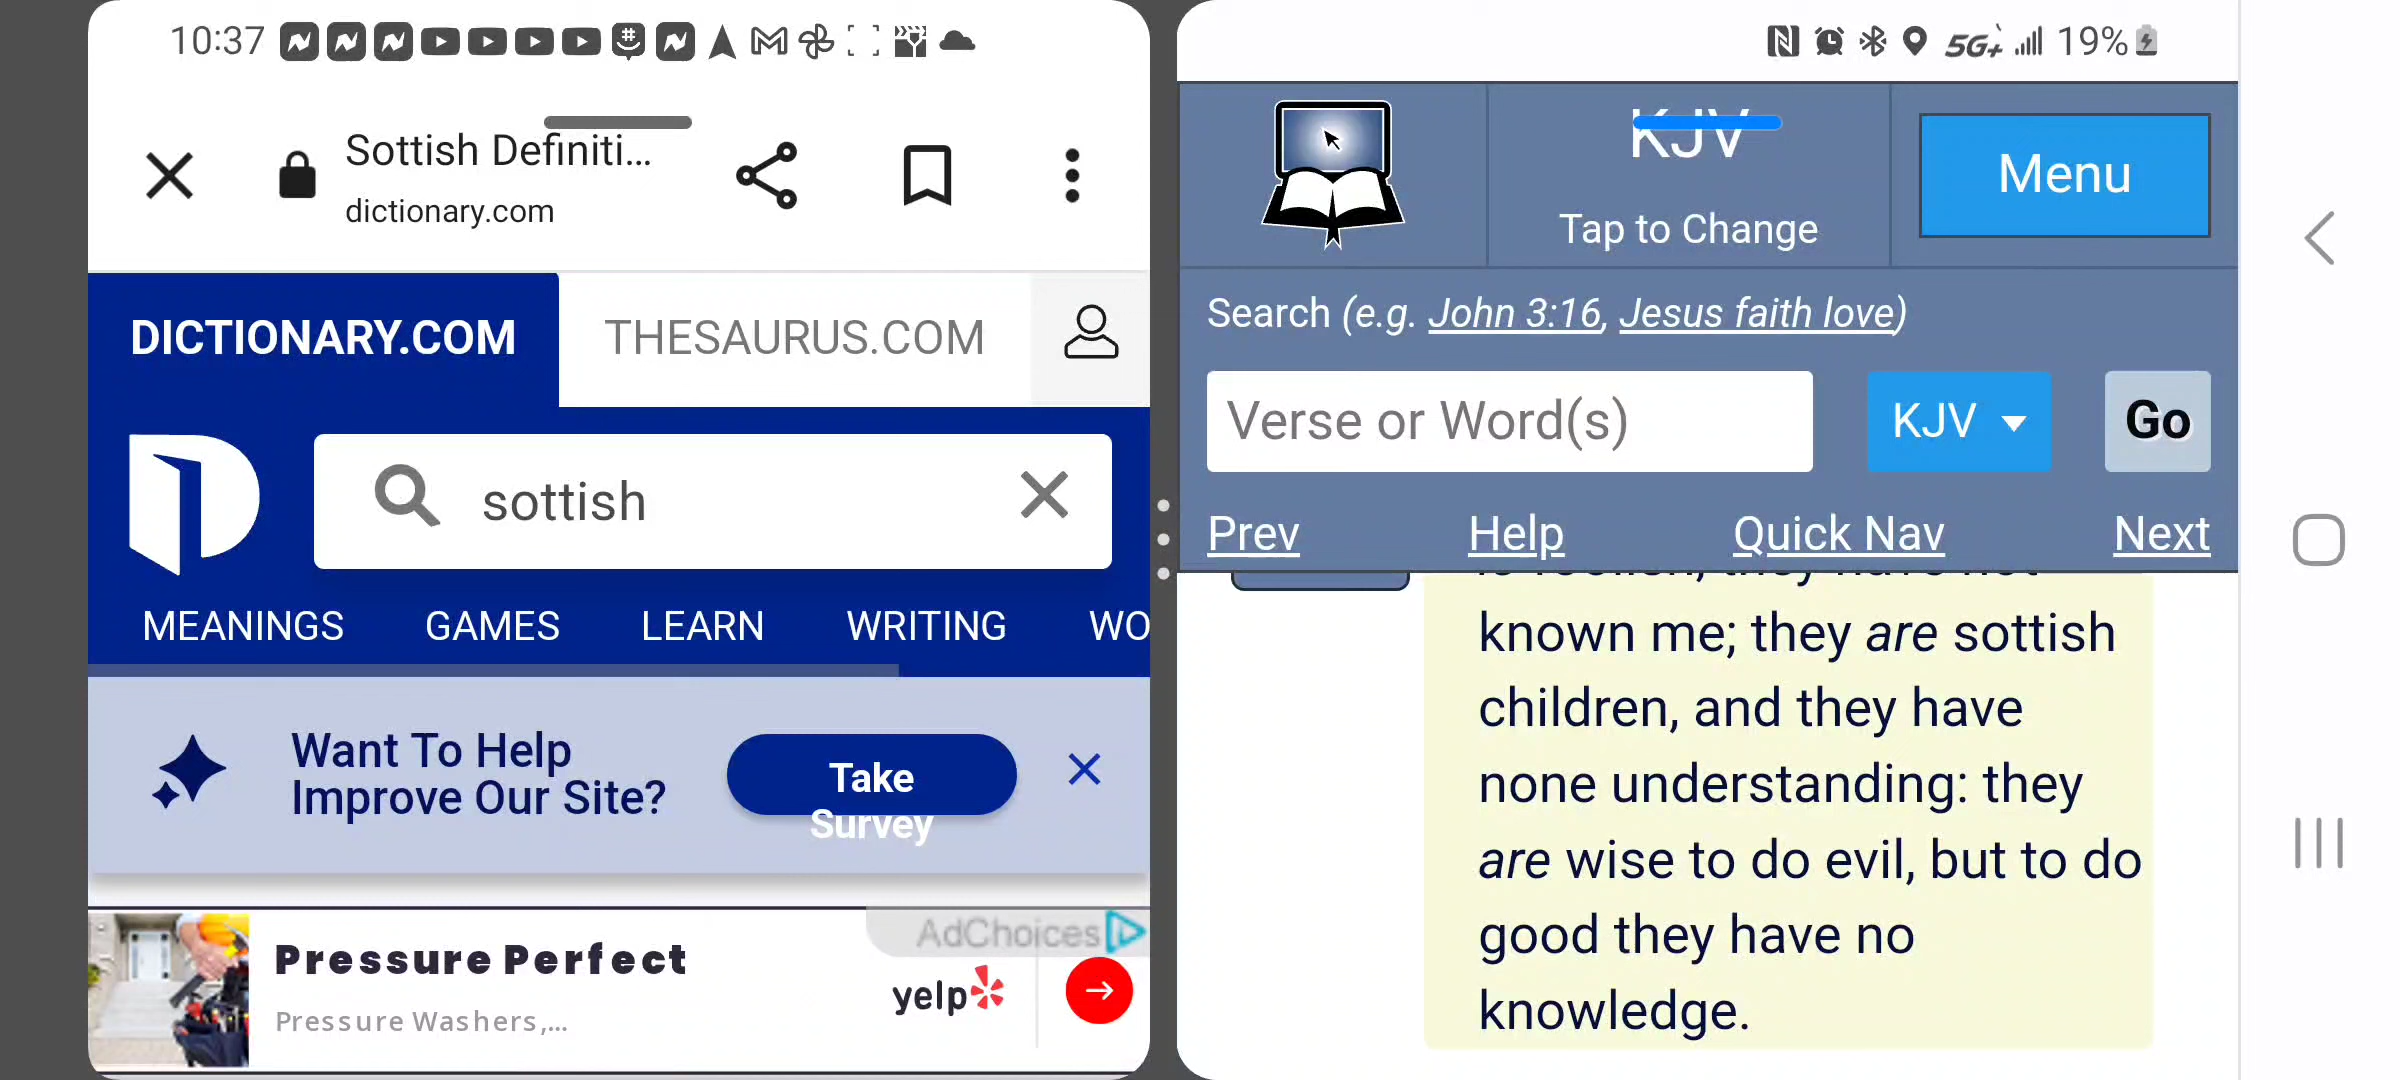 10:37
Sottish Definiti...
dictionary.com
DICTIONARY.COM
THESAURUS.COM
sottish
MEANINGS GAMES LEARN WRITING WO
Want To Help
Improve Our Site?
Take
Survey
AdChoices
Pressure Perfect
Pressure Washers,...
yelp
5G+ 19%
KJV
Tap to Change
Menu
Search (e.g. John 3:16, Jesus faith love)
Verse or Word(s)
KJV
Go
Prev Help Quick Nav Next
known me; they are sottish
children, and they have
none understanding: they
are wise to do evil, but to do
good they have no
knowledge.